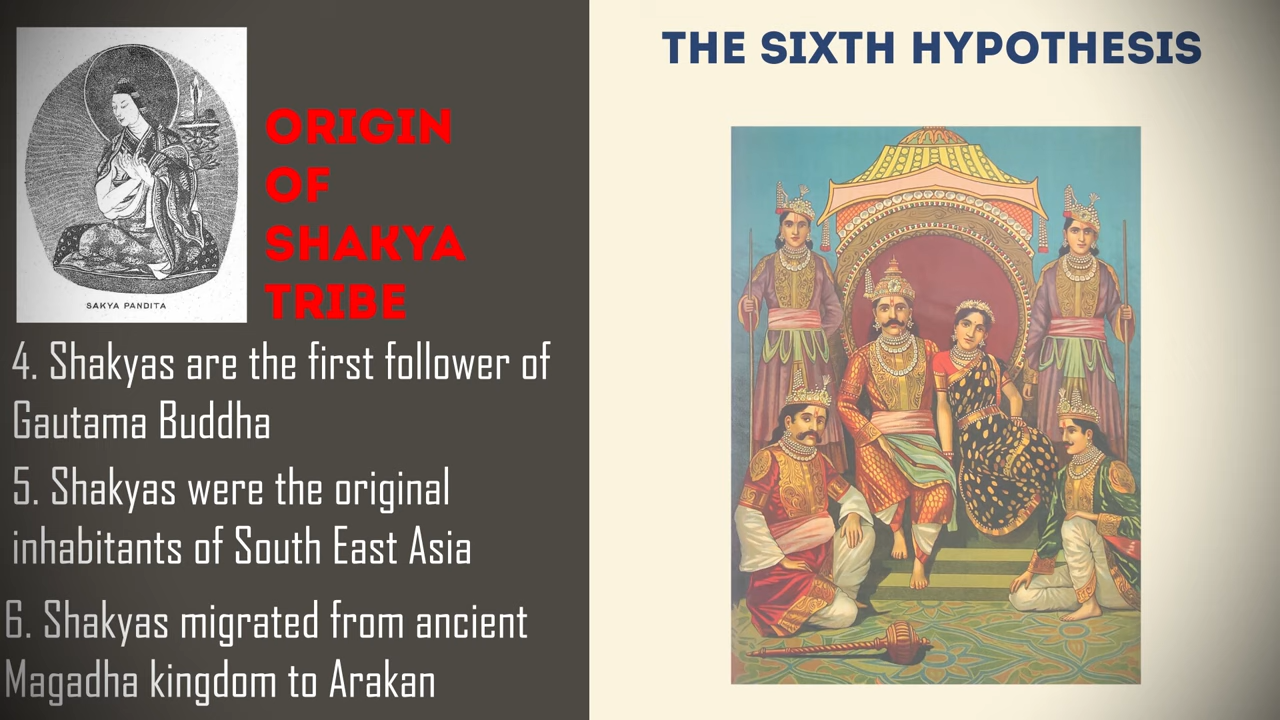 SAKYA PANDITA
ORIGIN
OF
SHAKYA
TRIBE
4. Shakyas are the first follower of
Gautama Buddha
5. Shakyas were the original
inhabitants of South East Asia
6. Shakyas migrated from ancient
Magadha kingdom to Arakan
THE SIXTH HYPOTHESIS